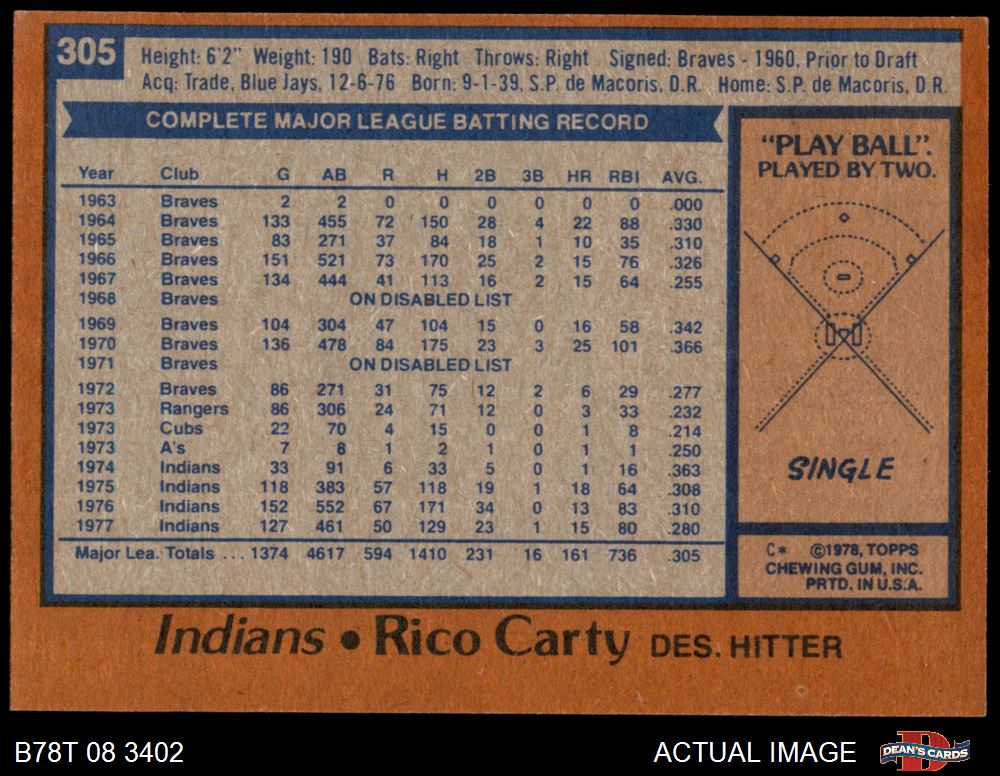 305
Height: 6'2" Weight: 190 Bats: Right Throws: Right Signed: Braves - 1960, Prior to Draft
Acq: Trade, Blue Jays, 12-6-76 Born: 9-1-39, S.P. de Macoris, D.R. Home: S.P. de Macoris, D.R.
COMPLETE MAJOR LEAGUE BATTING RECORD
Year Club G AB R H 2B 3B HR RBI AVG.
1963 Braves 2 2 0 0 0 0 0 0 .000
1964 Braves 133 455 72 150 28 4 22 88 .330
1965 Braves 83 271 37 84 18 1 10 35 .310
1966 Braves 151 521 73 170 25 2 15 76 .326
1967 Braves 134 444 41 113 16 2 15 64 .255
1968 Braves ON DISABLED LIST
1969 Braves 104 304 47 104 15 0 16 58 .342
1970 Braves 136 478 84 175 23 3 25 101 .366
1971 Braves ON DISABLED LIST
1972 Braves 86 271 31 75 12 2 6 29 .277
1973 Rangers 86 306 24 71 12 0 3 33 .232
1973 Cubs 22 70 4 15 0 0 1 8 .214
1973 A's 7 8 1 2 1 0 1 1 .250
1974 Indians 33 91 6 33 5 0 1 16 .363
1975 Indians 118 383 57 118 19 1 18 64 .308
1976 Indians 152 552 67 171 34 0 13 83 .310
1977 Indians 127 461 50 129 23 1 15 80 .280
Major Lea. Totals ... 1374 4617 594 1410 231 16 161 736 .305
"PLAY BALL".
PLAYED BY TWO.
SINGLE
C* ©1978, TOPPS
CHEWING GUM, INC.
PRTD. IN U.S.A.
Indians • Rico Carty DES. HITTER
B78T 08 3402
ACTUAL IMAGE
DEAN'S CARDS